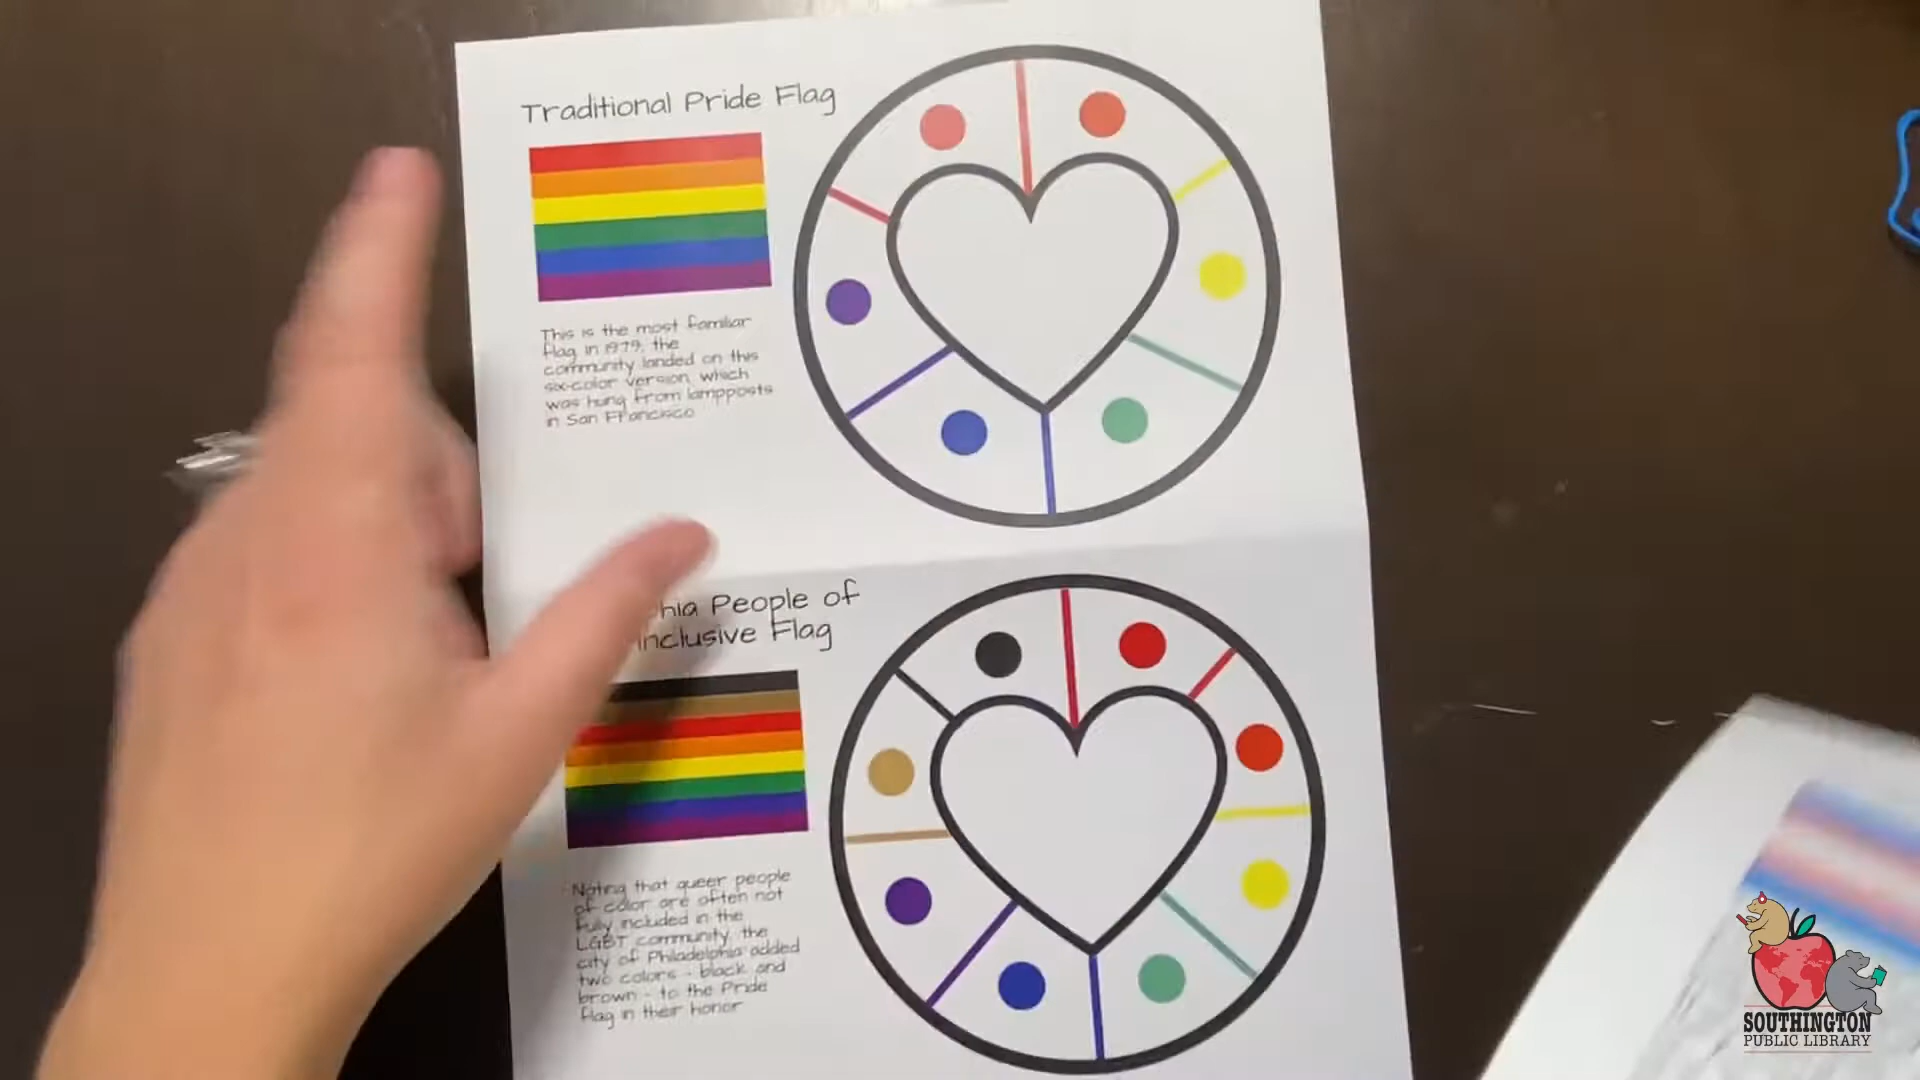 Traditional Pride Flag
This is the most familiar
flag in 1979, the
community landed on this
six-color version, which
was hung from lampposts
in San Francisco
People of
Inclusive Flag
Noting that queer people
of color are often not
fully included in the
LGBT community, the
city of Philadelphia added
two colors - black and
brown - to the Pride
flag in their honor
SOUTHINGTON
PUBLIC LIBRARY